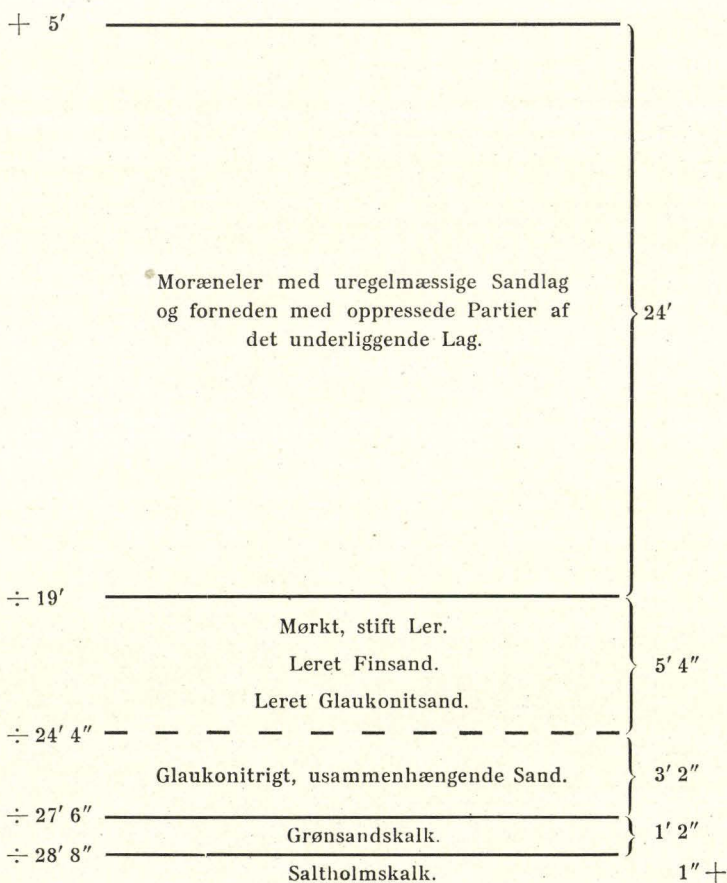 + 5′
Moræneler med uregelmæssige Sandlag
og forneden med oppressede Partier af
det underliggende Lag.
24′
÷ 19′
Mørkt, stift Ler.
Leret Finsand.
Leret Glaukonitsand.
5′ 4″
÷ 24′ 4″
Glaukonitrigt, usammenhængende Sand.
3′ 2″
÷ 27′ 6″
Grønsandskalk.
1′ 2″
÷ 28′ 8″
Saltholmskalk.
1″ +